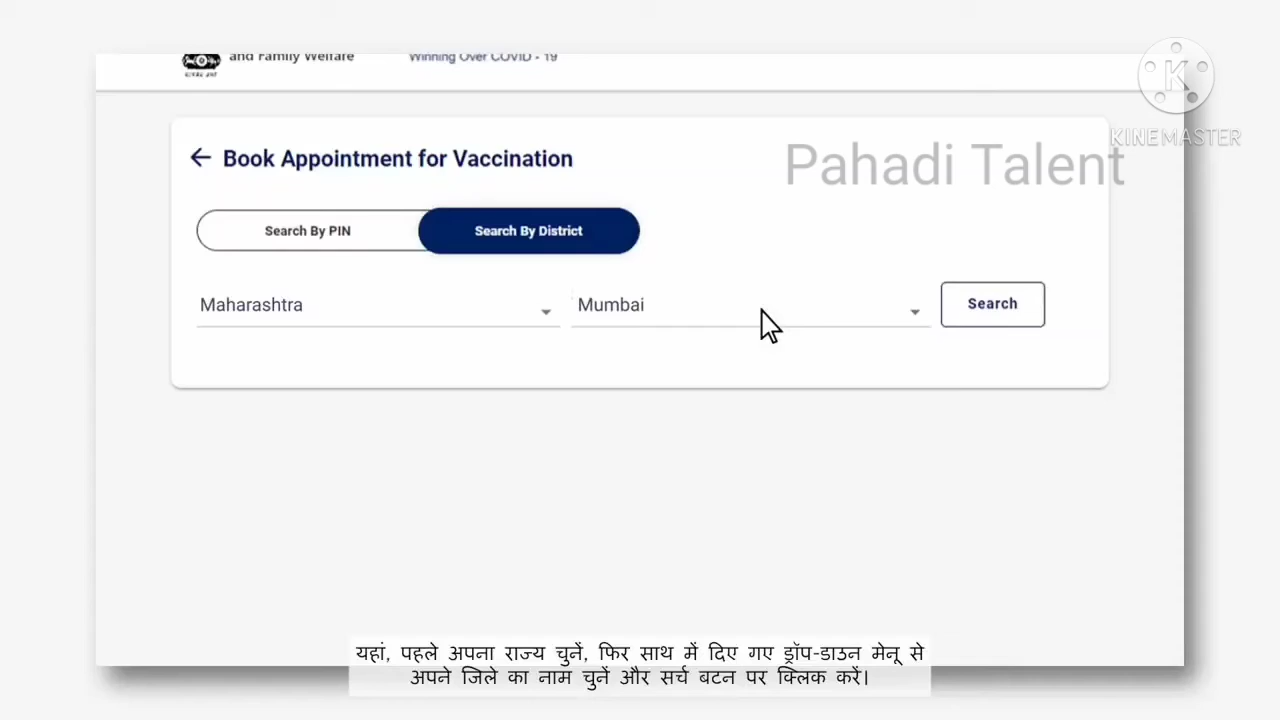 and Family Welfare
Winning Over COVID - 19
KINEMASTER
Book Appointment for Vaccination
Pahadi Talent
Search By PIN
Search By District
Maharashtra
Mumbai
Search
यहां, पहले अपना राज्य चुनें, फिर साथ में दिए गए ड्रॉप-डाउन मेनू से
अपने जिले का नाम चुनें और सर्च बटन पर क्लिक करें।